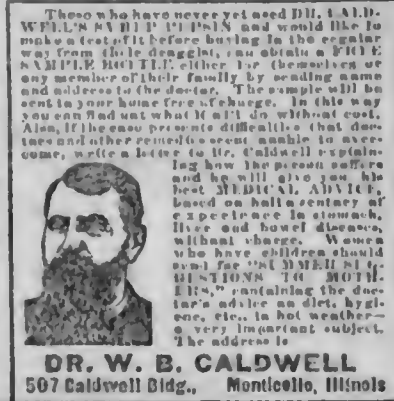 Those who have never yet used DR. CALD-
WELL'S SYRUP PEPSIN and would like to
make a test of it before buying in the regular
way from their druggist, can obtain a FREE
SAMPLE BOTTLE either for themselves or
any member of their family by sending name
and address to the doctor. The sample will be
sent to your home free of charge. In this way
you can find out what it will do without cost.
Also, if the case presents difficulties that doc-
tors and other remedies seem unable to over-
come, write a letter to Dr. Caldwell explain-
ing how the person suffers
and he will give you his
best MEDICAL ADVICE,
based on half a century of
experience in stomach,
liver and bowel diseases,
without charge. Women
who have children should
send for "SUMMER SUG-
GESTIONS TO MOTH-
ERS," containing the doc-
tor's advice on diet, hygi-
ene, etc., in hot weather—
a very important subject.
The address is
DR. W. B. CALDWELL
507 Caldwell Bldg., Monticello, Illinois